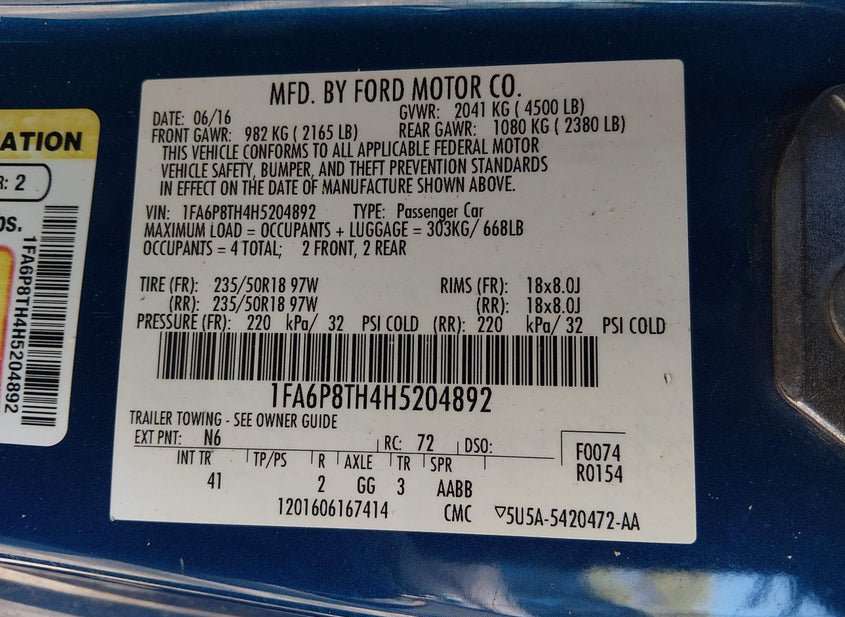 MFD. BY FORD MOTOR CO.
DATE: 06/16 GVWR: 2041 KG ( 4500 LB)
FRONT GAWR: 982 KG ( 2165 LB) REAR GAWR: 1080 KG ( 2380 LB)
THIS VEHICLE CONFORMS TO ALL APPLICABLE FEDERAL MOTOR
VEHICLE SAFETY, BUMPER, AND THEFT PREVENTION STANDARDS
IN EFFECT ON THE DATE OF MANUFACTURE SHOWN ABOVE.
VIN: 1FA6P8TH4H5204892 TYPE: Passenger Car
MAXIMUM LOAD = OCCUPANTS + LUGGAGE = 303KG/ 668LB
OCCUPANTS = 4 TOTAL; 2 FRONT, 2 REAR
TIRE (FR): 235/50R18 97W RIMS (FR): 18x8.0J
(RR): 235/50R18 97W (RR): 18x8.0J
PRESSURE (FR): 220 kPa/ 32 PSI COLD (RR): 220 kPa/ 32 PSI COLD
1FA6P8TH4H5204892
TRAILER TOWING - SEE OWNER GUIDE
EXT PNT: N6 RC: 72 DSO: F0074
R0154
INT TR TP/PS R AXLE TR SPR
41 2 GG 3 AABB
1201606167414 CMC ▽5U5A-5420472-AA
ATION
R: 2
bs.
1FA6P8TH4H5204892